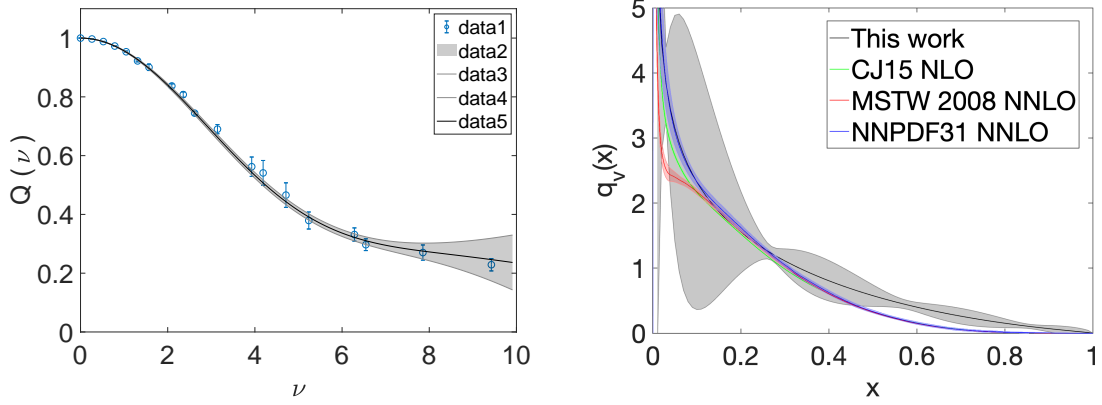 Q ( ν )
1
0.8
0.6
0.4
0.2
0
0 2 4 6 8 10
ν
data1
data2
data3
data4
data5
q_v(x)
5
4
3
2
1
0
0 0.2 0.4 0.6 0.8 1
x
This work
CJ15 NLO
MSTW 2008 NNLO
NNPDF31 NNLO